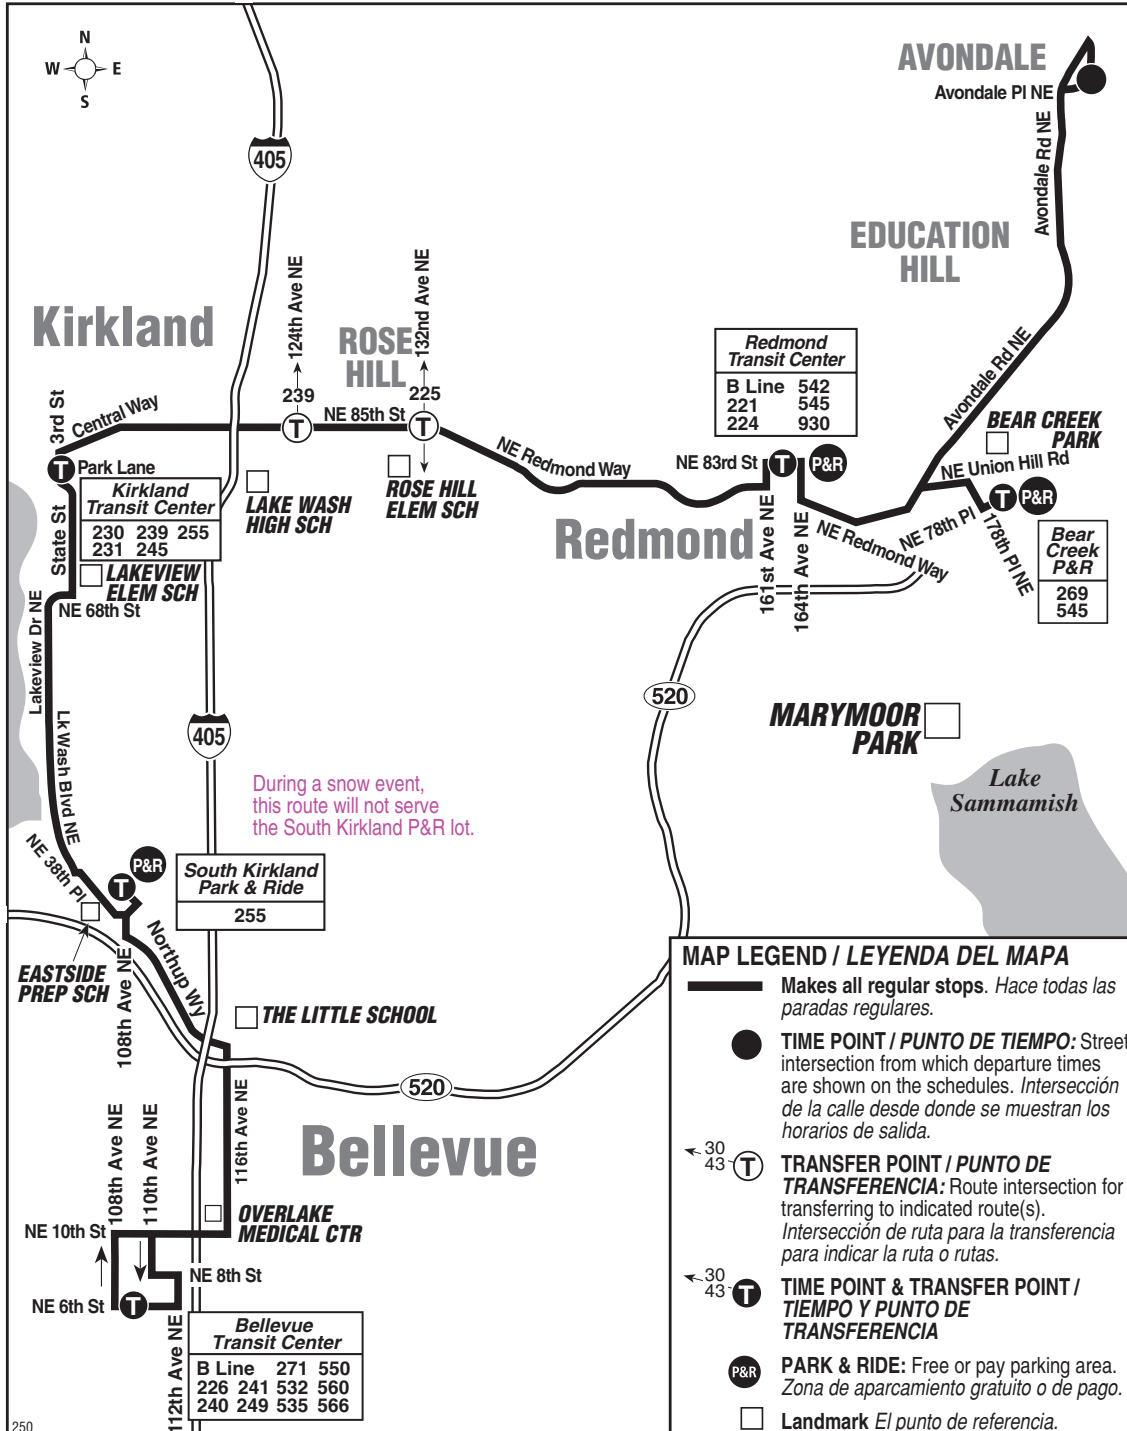 N
W E
S
AVONDALE
Avondale Pl NE
Avondale Rd NE
405
EDUCATION
HILL
124th Ave NE
132nd Ave NE
Kirkland
ROSE
HILL
239
225
Redmond
Transit Center
B Line 542
221 545
224 930
Avondale Rd NE
3rd St
Central Way
NE 85th St
T
T
BEAR CREEK
PARK
NE Redmond Way
NE 83rd St
T
P&R
NE Union Hill Rd
T
Park Lane
Kirkland
Transit Center
230 239 255
231 245
LAKE WASH
HIGH SCH
ROSE HILL
ELEM SCH
T
P&R
State St
Redmond
161st Ave NE
164th Ave NE
NE Redmond Way
NE 78th Pl
178th Pl NE
Bear
Creek
P&R
269
545
LAKEVIEW
ELEM SCH
NE 68th St
Lakeview Dr NE
520
MARYMOOR
PARK
Lk Wash Blvd NE
405
Lake
Sammamish
During a snow event,
this route will not serve
the South Kirkland P&R lot.
NE 38th Pl
P&R
T
South Kirkland
Park & Ride
255
Northup Wy
EASTSIDE
PREP SCH
108th Ave NE
THE LITTLE SCHOOL
520
116th Ave NE
Bellevue
108th Ave NE
110th Ave NE
OVERLAKE
MEDICAL CTR
NE 10th St
NE 8th St
NE 6th St
T
112th Ave NE
Bellevue
Transit Center
B Line 271 550
226 241 532 560
240 249 535 566
250
MAP LEGEND / LEYENDA DEL MAPA
Makes all regular stops. Hace todas las
paradas regulares.
TIME POINT / PUNTO DE TIEMPO: Street
intersection from which departure times
are shown on the schedules. Intersección
de la calle desde donde se muestran los
horarios de salida.
30
43 T
TRANSFER POINT / PUNTO DE
TRANSFERENCIA: Route intersection for
transferring to indicated route(s).
Intersección de ruta para la transferencia
para indicar la ruta o rutas.
30
43 T
TIME POINT & TRANSFER POINT /
TIEMPO Y PUNTO DE
TRANSFERENCIA
P&R
PARK & RIDE: Free or pay parking area.
Zona de aparcamiento gratuito o de pago.
Landmark El punto de referencia.